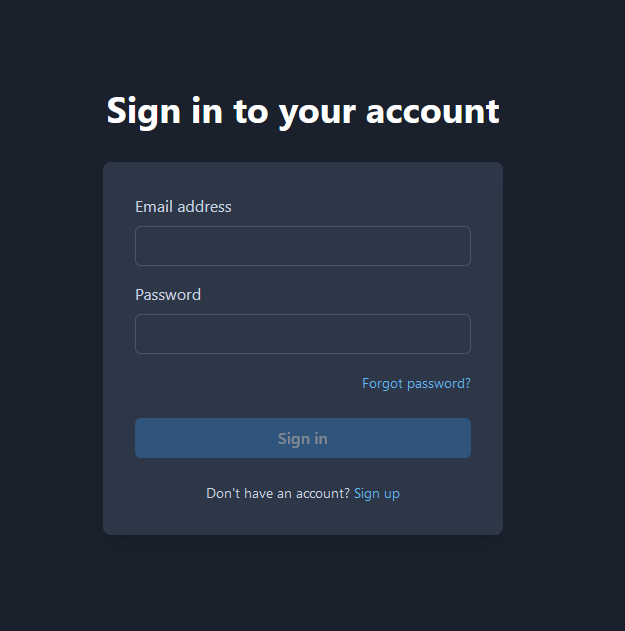 Sign in to your account
Email address
Password
Forgot password?
Sign in
Don't have an account? Sign up